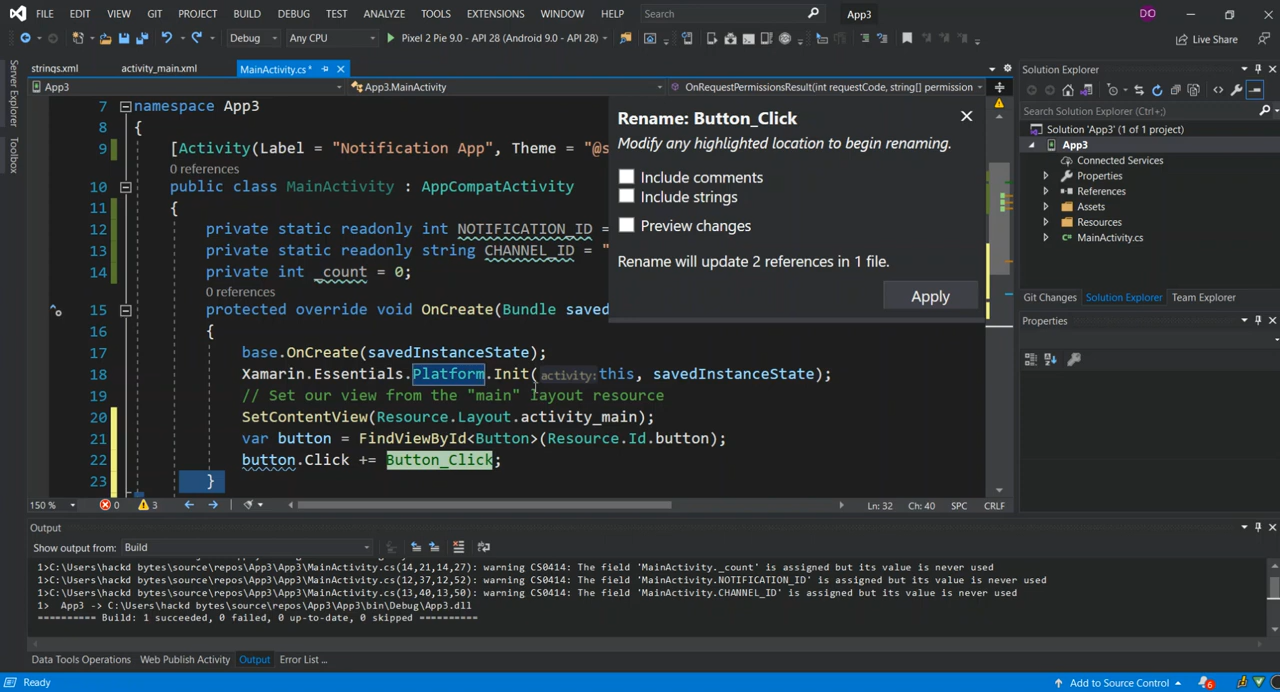 FILE EDIT VIEW GIT PROJECT BUILD DEBUG TEST ANALYZE TOOLS EXTENSIONS WINDOW HELP Search App3 DO
Debug Any CPU Pixel 2 Pie 9.0 - API 28 (Android 9.0 - API 28) Live Share
Server Explorer
Toolbox
strings.xml activity_main.xml MainActivity.cs*
App3 App3.MainActivity OnRequestPermissionsResult(int requestCode, string[] permission
7 namespace App3
8 {
9 [Activity(Label = "Notification App", Theme = "@s
0 references
10 public class MainActivity : AppCompatActivity
11 {
12 private static readonly int NOTIFICATION_ID =
13 private static readonly string CHANNEL_ID = "
14 private int _count = 0;
0 references
15 protected override void OnCreate(Bundle saved
16 {
17 base.OnCreate(savedInstanceState);
18 Xamarin.Essentials.Platform.Init(activity: this, savedInstanceState);
19 // Set our view from the "main" layout resource
20 SetContentView(Resource.Layout.activity_main);
21 var button = FindViewById<Button>(Resource.Id.button);
22 button.Click += Button_Click;
23 }
Rename: Button_Click
Modify any highlighted location to begin renaming.
Include comments
Include strings
Preview changes
Rename will update 2 references in 1 file.
Apply
150 % 0 3 Ln: 32 Ch: 40 SPC CRLF
Solution Explorer
Search Solution Explorer (Ctrl+;)
Solution 'App3' (1 of 1 project)
App3
Connected Services
Properties
References
Assets
Resources
MainActivity.cs
Git Changes Solution Explorer Team Explorer
Properties
Output
Show output from: Build
1>C:\Users\hackd bytes\source\repos\App3\App3\MainActivity.cs(14,21,14,27): warning CS0414: The field 'MainActivity._count' is assigned but its value is never used
1>C:\Users\hackd bytes\source\repos\App3\App3\MainActivity.cs(12,37,12,52): warning CS0414: The field 'MainActivity.NOTIFICATION_ID' is assigned but its value is never used
1>C:\Users\hackd bytes\source\repos\App3\App3\MainActivity.cs(13,40,13,50): warning CS0414: The field 'MainActivity.CHANNEL_ID' is assigned but its value is never used
1> App3 -> C:\Users\hackd bytes\source\repos\App3\App3\bin\Debug\App3.dll
========== Build: 1 succeeded, 0 failed, 0 up-to-date, 0 skipped ==========
Data Tools Operations Web Publish Activity Output Error List ...
Ready Add to Source Control 6